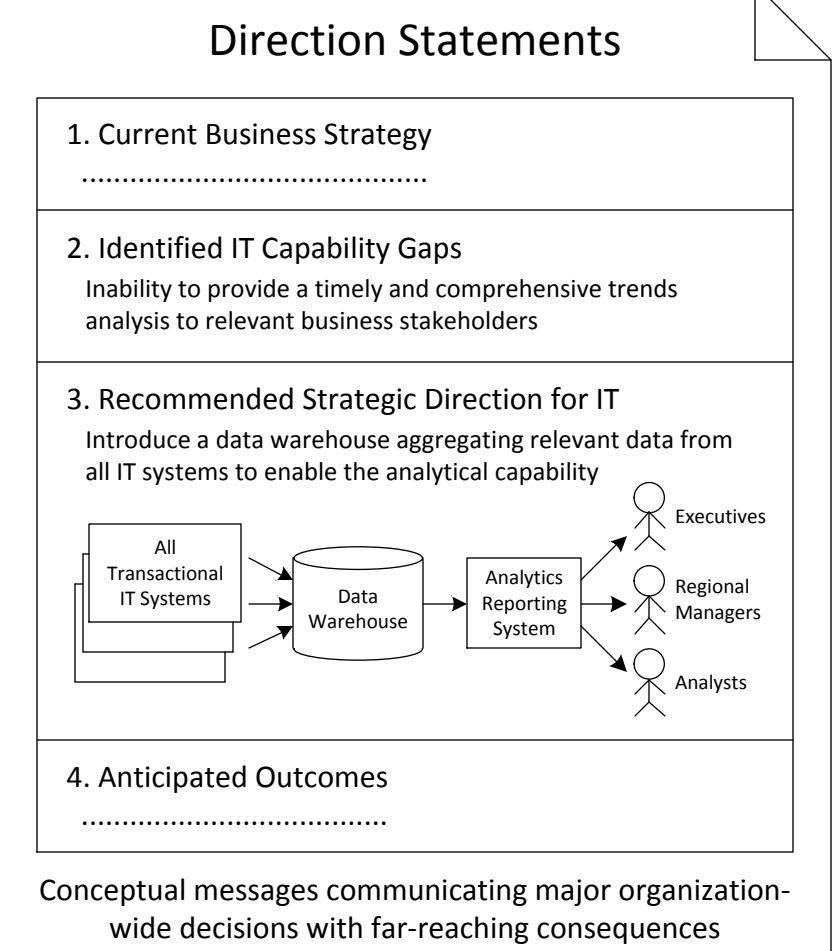 Direction Statements
1. Current Business Strategy
...........................................
2. Identified IT Capability Gaps
Inability to provide a timely and comprehensive trends
analysis to relevant business stakeholders
3. Recommended Strategic Direction for IT
Introduce a data warehouse aggregating relevant data from
all IT systems to enable the analytical capability
All
Transactional
IT Systems
Data
Warehouse
Analytics
Reporting
System
Executives
Regional
Managers
Analysts
4. Anticipated Outcomes
......................................
Conceptual messages communicating major organization-
wide decisions with far-reaching consequences